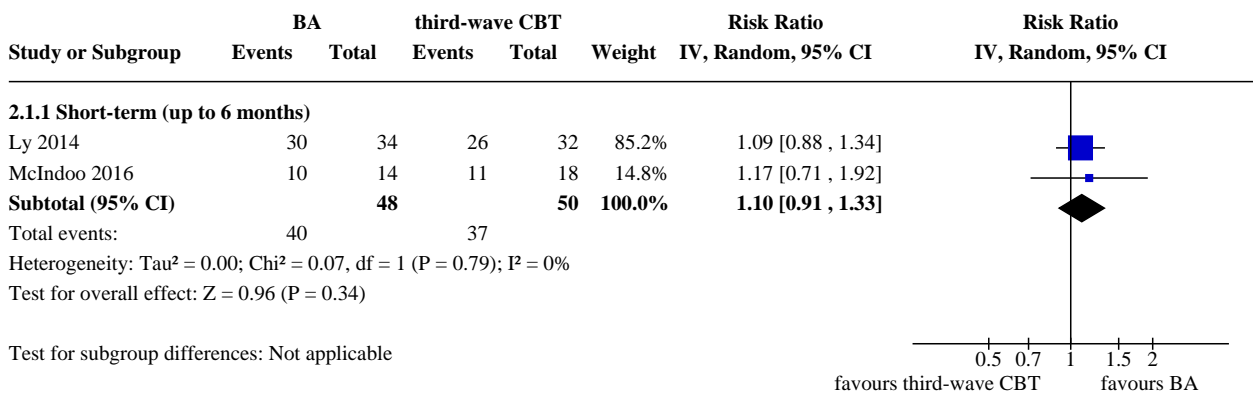 BA third-wave CBT Risk Ratio Risk Ratio
Study or Subgroup Events Total Events Total Weight IV, Random, 95% CI IV, Random, 95% CI
2.1.1 Short-term (up to 6 months)
Ly 2014 30 34 26 32 85.2% 1.09 [0.88 , 1.34]
McIndoo 2016 10 14 11 18 14.8% 1.17 [0.71 , 1.92]
Subtotal (95% CI) 48 50 100.0% 1.10 [0.91 , 1.33]
Total events: 40 37
Heterogeneity: Tau² = 0.00; Chi² = 0.07, df = 1 (P = 0.79); I² = 0%
Test for overall effect: Z = 0.96 (P = 0.34)
Test for subgroup differences: Not applicable
0.5 0.7 1 1.5 2
favours third-wave CBT favours BA